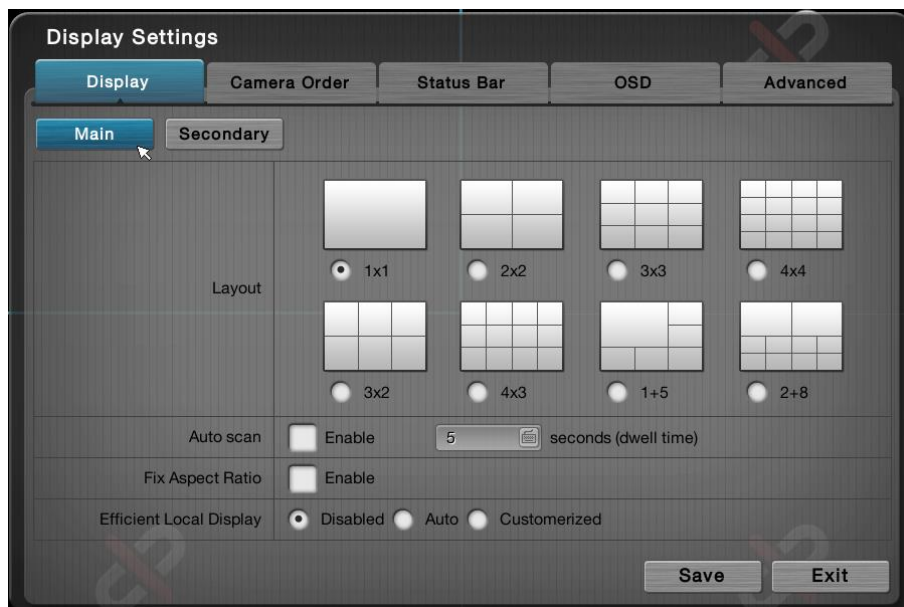 Display Settings
Display Camera Order Status Bar OSD Advanced
Main Secondary
Layout
1x1 2x2 3x3 4x4
3x2 4x3 1+5 2+8
Auto scan Enable 5 seconds (dwell time)
Fix Aspect Ratio Enable
Efficient Local Display Disabled Auto Customerized
Save Exit